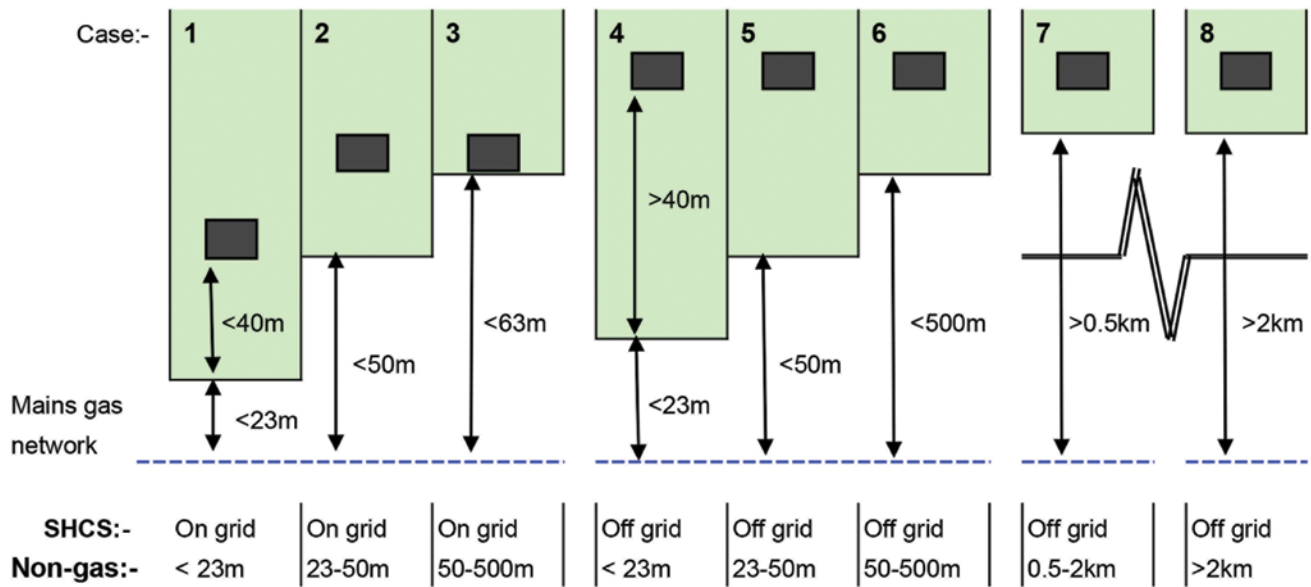 Case:- 1 2 3 4 5 6 7 8
>40m
<40m <63m <500m >0.5km >2km
<50m <50m
Mains gas <23m <23m
network
SHCS:- On grid On grid On grid Off grid Off grid Off grid Off grid Off grid
Non-gas:- < 23m 23-50m 50-500m < 23m 23-50m 50-500m 0.5-2km >2km